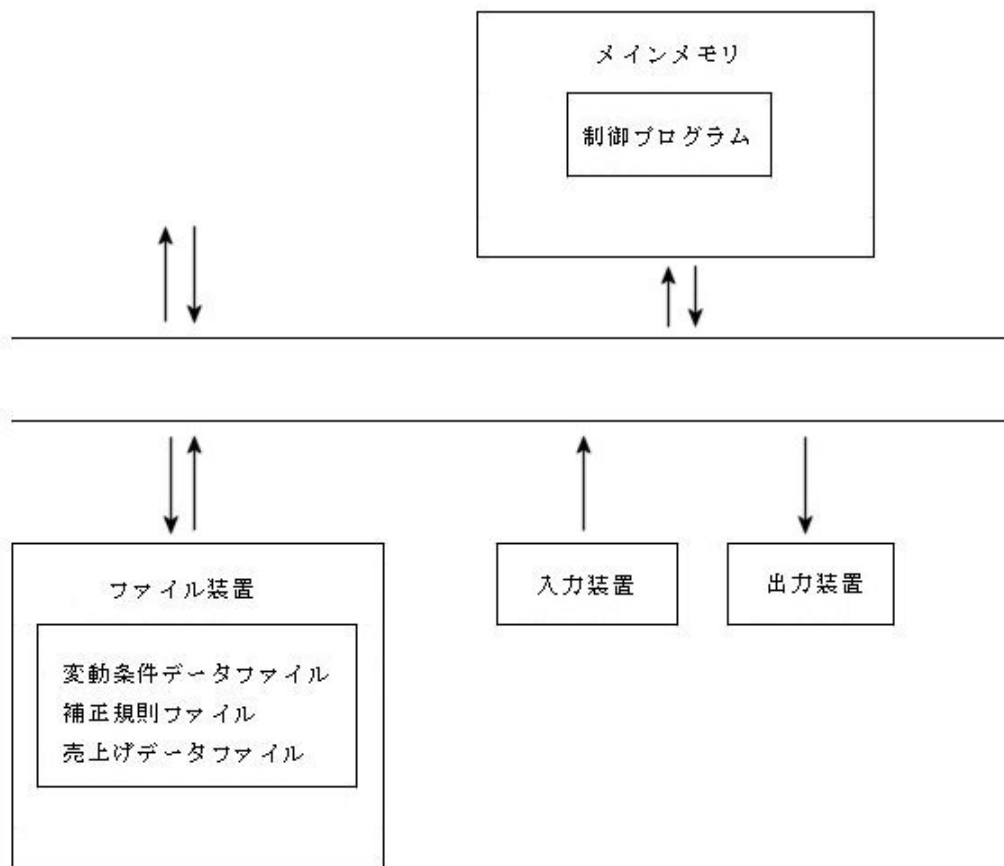 メインメモリ
制御プログラム
ファイル装置
変動条件データファイル
補正規則ファイル
売上げデータファイル
入力装置
出力装置